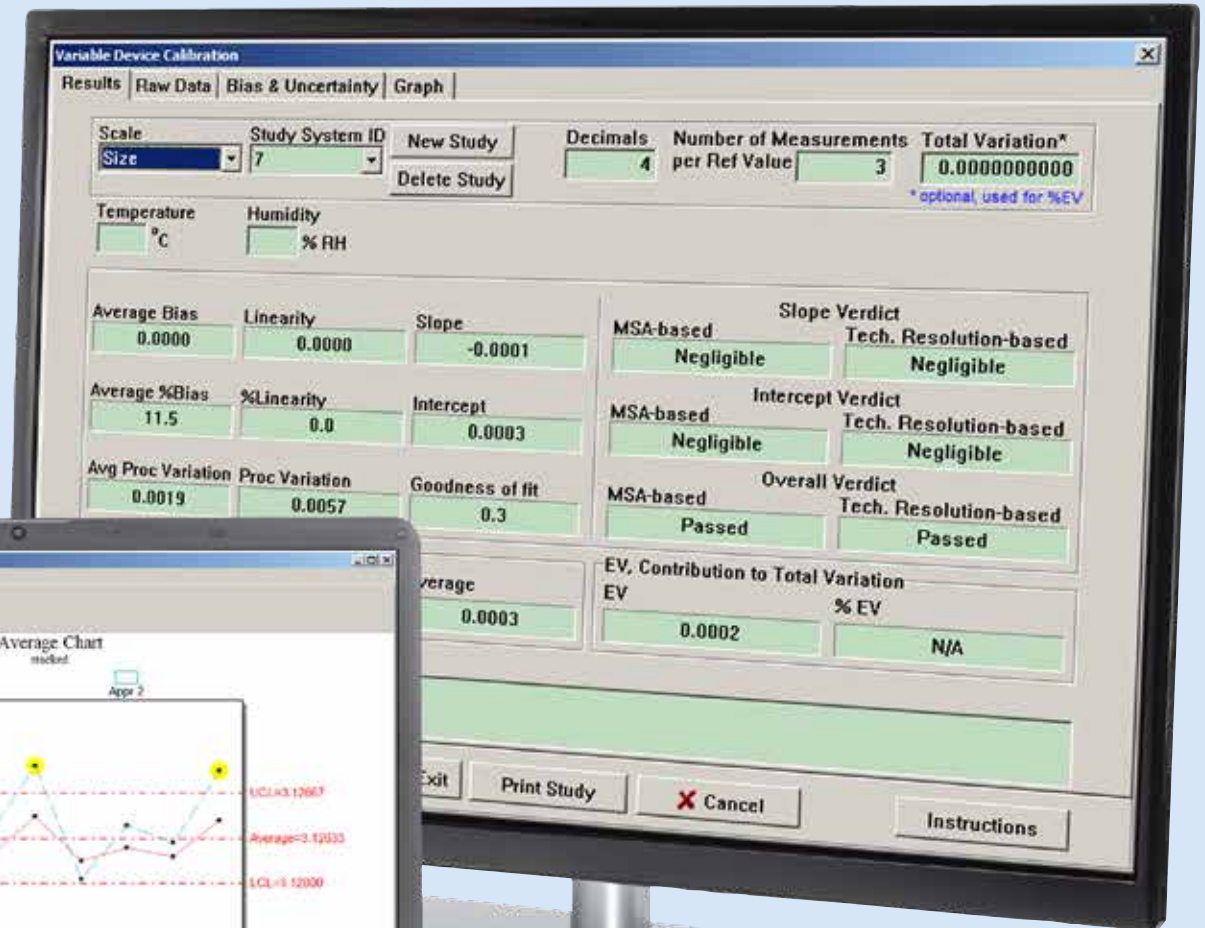 Variable Device Calibration
Results Raw Data Bias & Uncertainty Graph
Scale Study System ID New Study Decimals Number of Measurements per Ref Value Total Variation*
Size 7 Delete Study 4 3 0.0000000000
* optional, used for %EV
Temperature Humidity
°C % RH
Slope Verdict
Average Bias Linearity Slope MSA-based Tech. Resolution-based
0.0000 0.0000 -0.0001 Negligible Negligible
Intercept Verdict
Average %Bias %Linearity Intercept MSA-based Tech. Resolution-based
11.5 0.0 0.0003 Negligible Negligible
Overall Verdict
Avg Proc Variation Proc Variation Goodness of fit MSA-based Tech. Resolution-based
0.0019 0.0057 0.3 Passed Passed
verage EV, Contribution to Total Variation
EV % EV
0.0003 0.0002 N/A
Exit Print Study Cancel Instructions
Average Chart
stacked
Appr 2
UCL=3.12667
Average=3.12633
LCL=3.12600